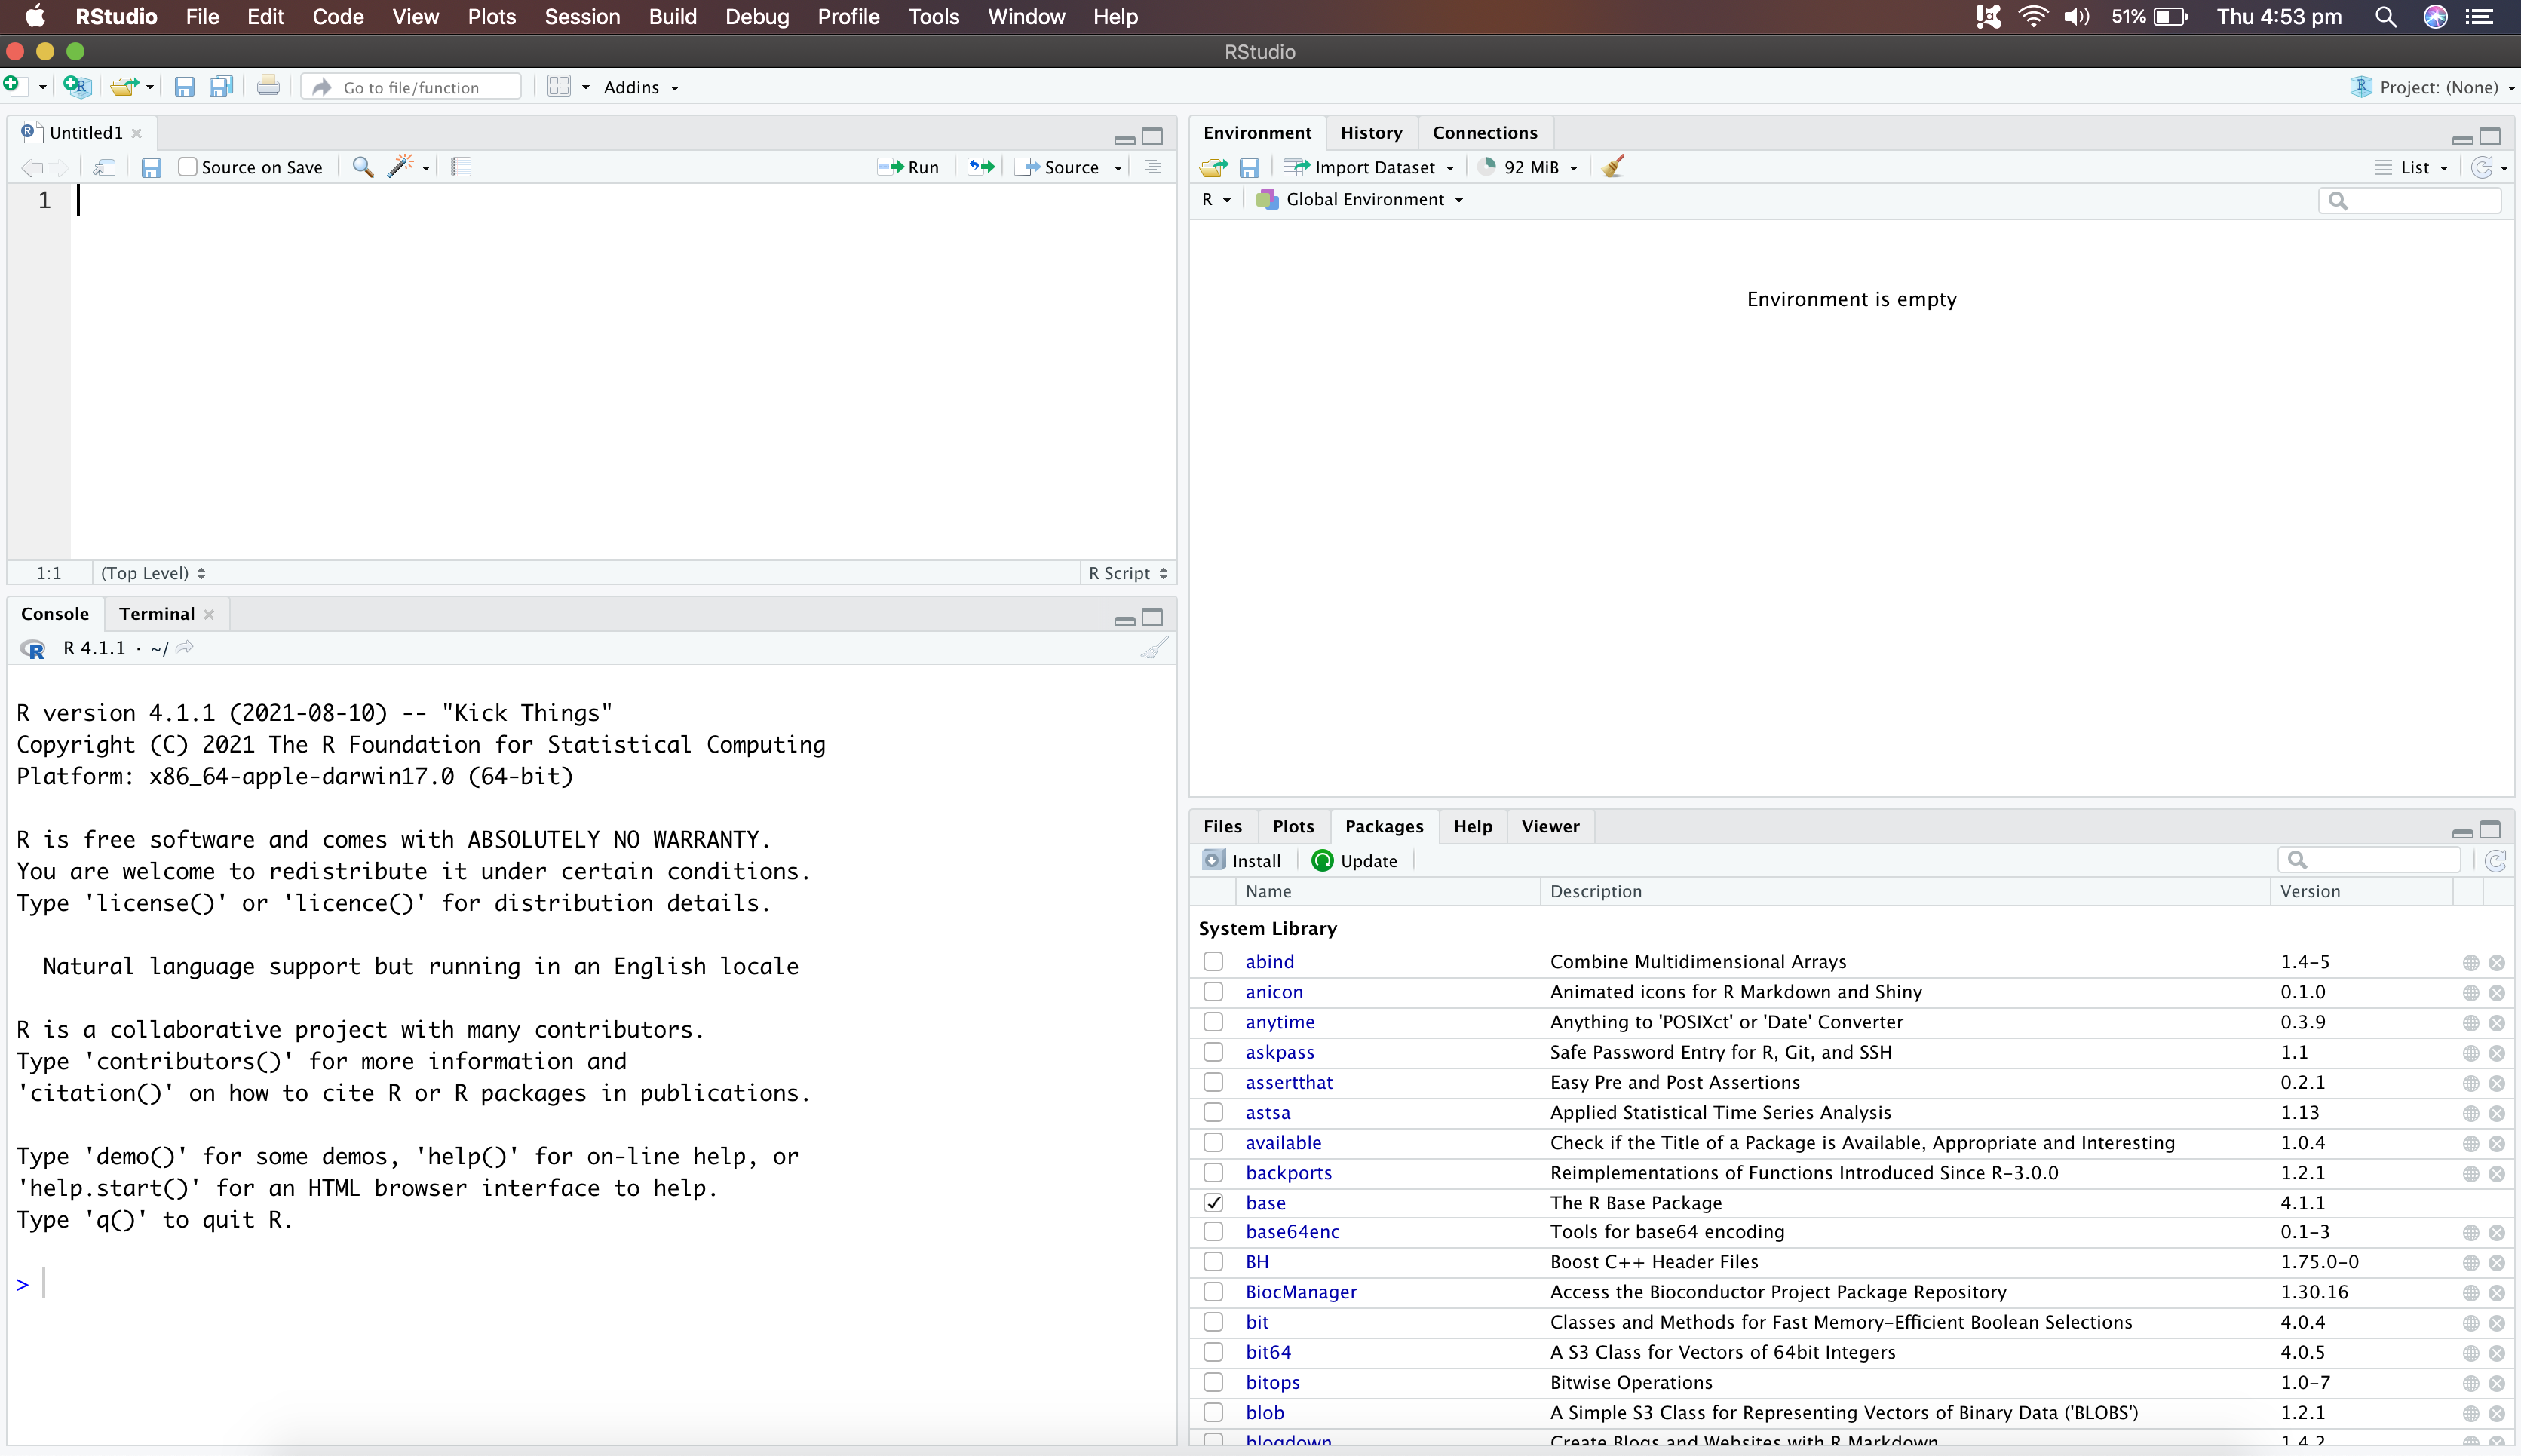 RStudio File Edit Code View Plots Session Build Debug Profile Tools Window Help 51% Thu 4:53 pm
RStudio
Go to file/function Addins Project: (None)
Untitled1
Source on Save Run Source
1
1:1 (Top Level) R Script
Console Terminal
R 4.1.1 · ~/
R version 4.1.1 (2021-08-10) -- "Kick Things"
Copyright (C) 2021 The R Foundation for Statistical Computing
Platform: x86_64-apple-darwin17.0 (64-bit)
R is free software and comes with ABSOLUTELY NO WARRANTY.
You are welcome to redistribute it under certain conditions.
Type 'license()' or 'licence()' for distribution details.
Natural language support but running in an English locale
R is a collaborative project with many contributors.
Type 'contributors()' for more information and
'citation()' on how to cite R or R packages in publications.
Type 'demo()' for some demos, 'help()' for on-line help, or
'help.start()' for an HTML browser interface to help.
Type 'q()' to quit R.
>
Environment History Connections
Import Dataset 92 MiB List
R Global Environment
Environment is empty
Files Plots Packages Help Viewer
Install Update
Name Description Version
System Library
abind Combine Multidimensional Arrays 1.4-5
anicon Animated icons for R Markdown and Shiny 0.1.0
anytime Anything to 'POSIXct' or 'Date' Converter 0.3.9
askpass Safe Password Entry for R, Git, and SSH 1.1
assertthat Easy Pre and Post Assertions 0.2.1
astsa Applied Statistical Time Series Analysis 1.13
available Check if the Title of a Package is Available, Appropriate and Interesting 1.0.4
backports Reimplementations of Functions Introduced Since R-3.0.0 1.2.1
base The R Base Package 4.1.1
base64enc Tools for base64 encoding 0.1-3
BH Boost C++ Header Files 1.75.0-0
BiocManager Access the Bioconductor Project Package Repository 1.30.16
bit Classes and Methods for Fast Memory-Efficient Boolean Selections 4.0.4
bit64 A S3 Class for Vectors of 64bit Integers 4.0.5
bitops Bitwise Operations 1.0-7
blob A Simple S3 Class for Representing Vectors of Binary Data ('BLOBS') 1.2.1
blogdown Create Blogs and Websites with R Markdown 1.4.2